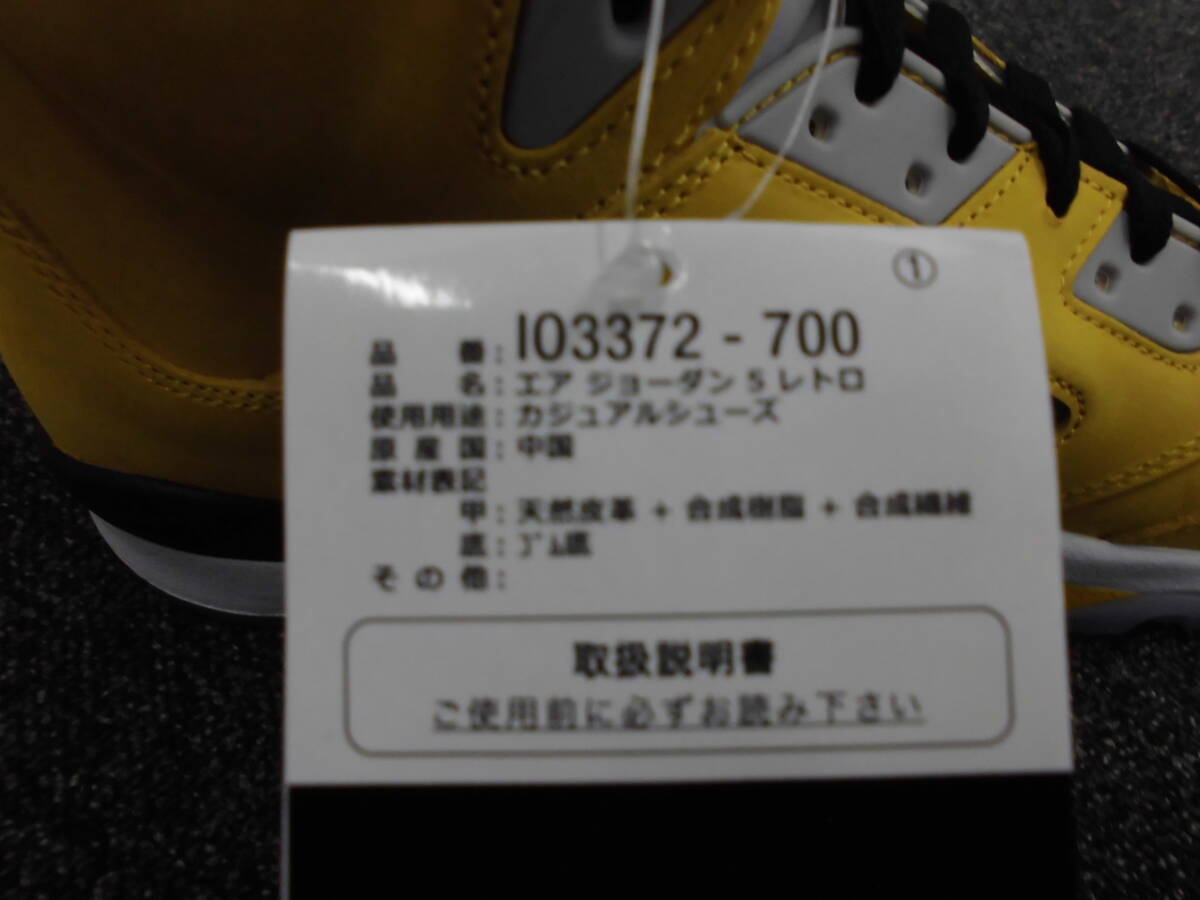 ①
品番:IO3372-700
品名:エア ジョーダン 5 レトロ
使用用途:カジュアルシューズ
原産国:中国
素材表記
甲:天然皮革 + 合成樹脂 + 合成繊維
底:ゴム底
その他:
取扱説明書
ご使用前に必ずお読み下さい